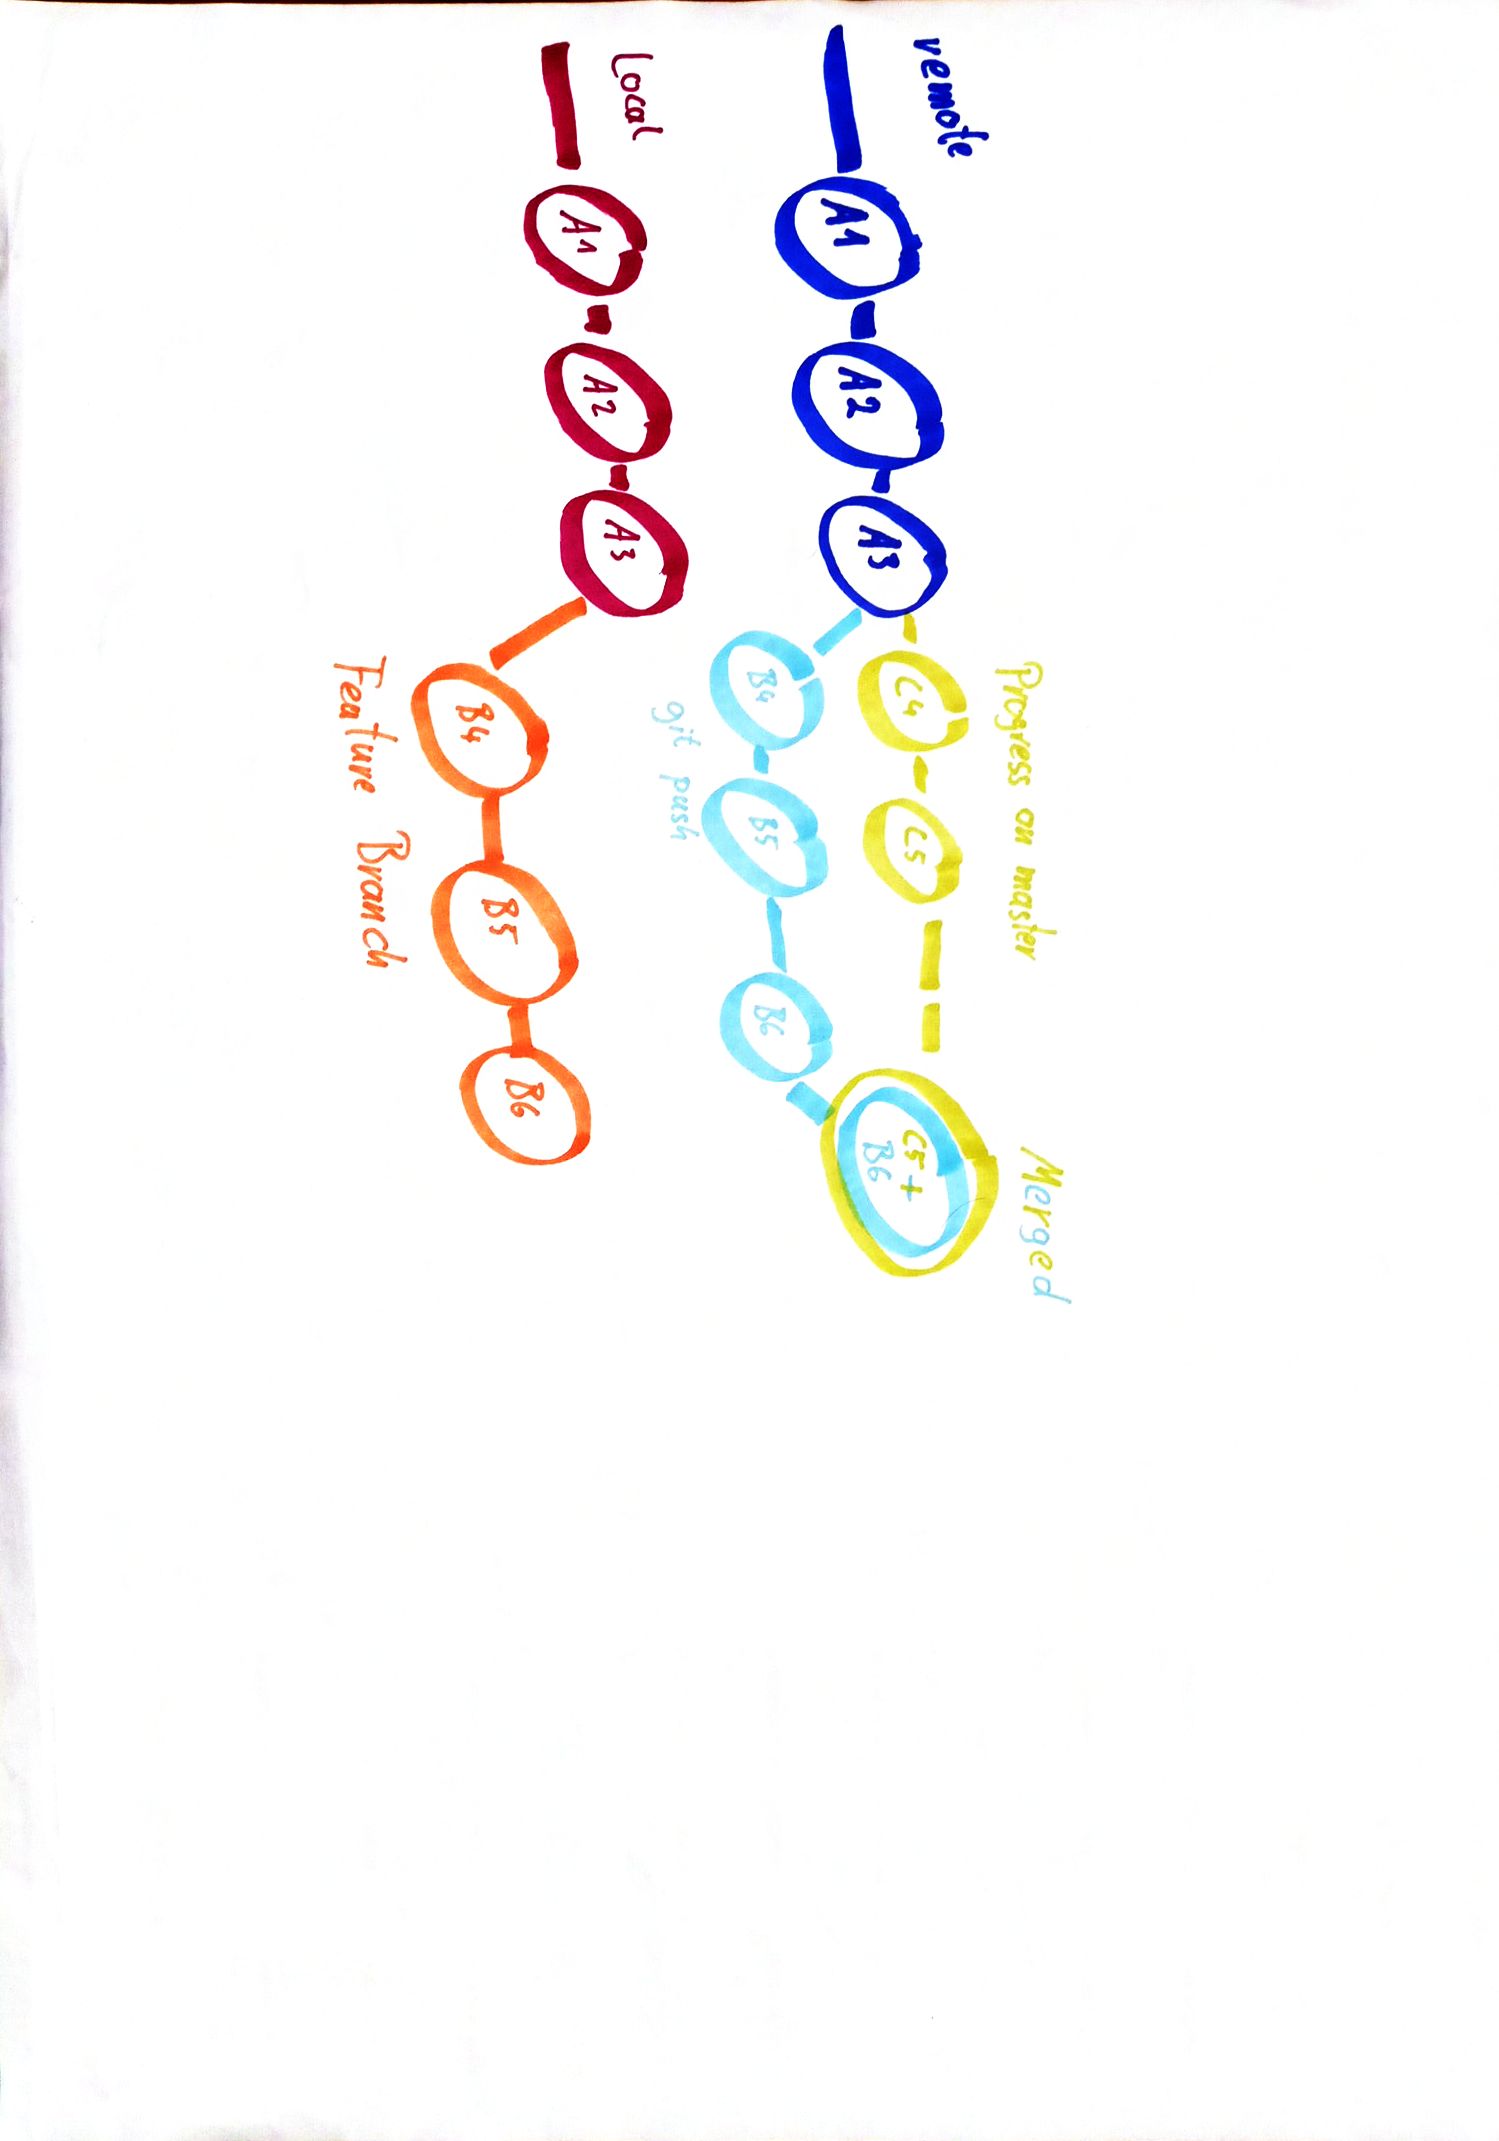 remote
Progress on master
Merged
A1 A2 A3 C4 C5 C5 +
B6
B4 B5 B6
git push
Local
A1 A2 A3
B4 B5 B6
Feature Branch